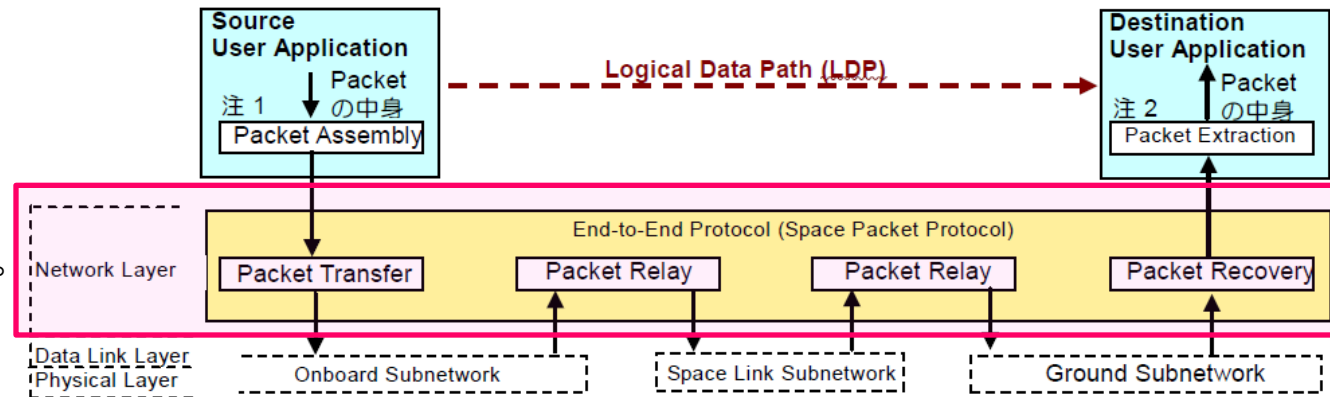 Source
User Application
Packet
の中身
注 1
Packet Assembly
Logical Data Path (LDP)
Destination
User Application
Packet
の中身
注 2
Packet Extraction
End-to-End Protocol (Space Packet Protocol)
Network Layer
Packet Transfer
Packet Relay
Packet Relay
Packet Recovery
Data Link Layer
Physical Layer
Onboard Subnetwork
Space Link Subnetwork
Ground Subnetwork